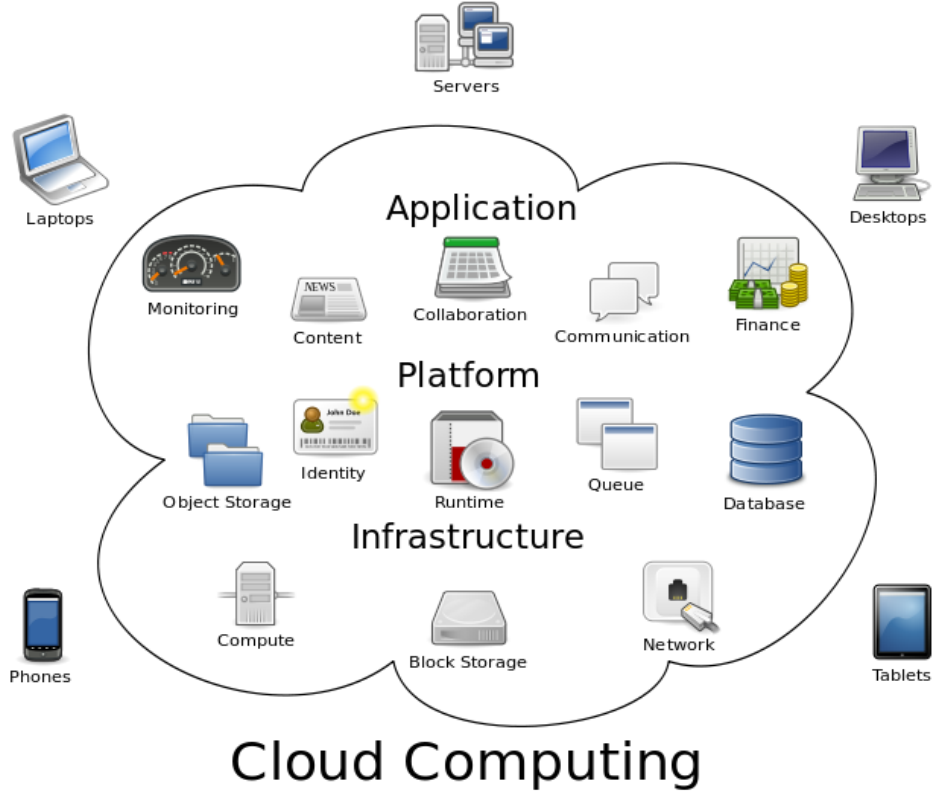 Servers
Laptops
Desktops
Application
Monitoring
NEWS
Content
Collaboration
Communication
Finance
Platform
Object Storage
John Doe
Identity
Runtime
Queue
Database
Infrastructure
Compute
Block Storage
Network
Phones
Tablets
Cloud Computing